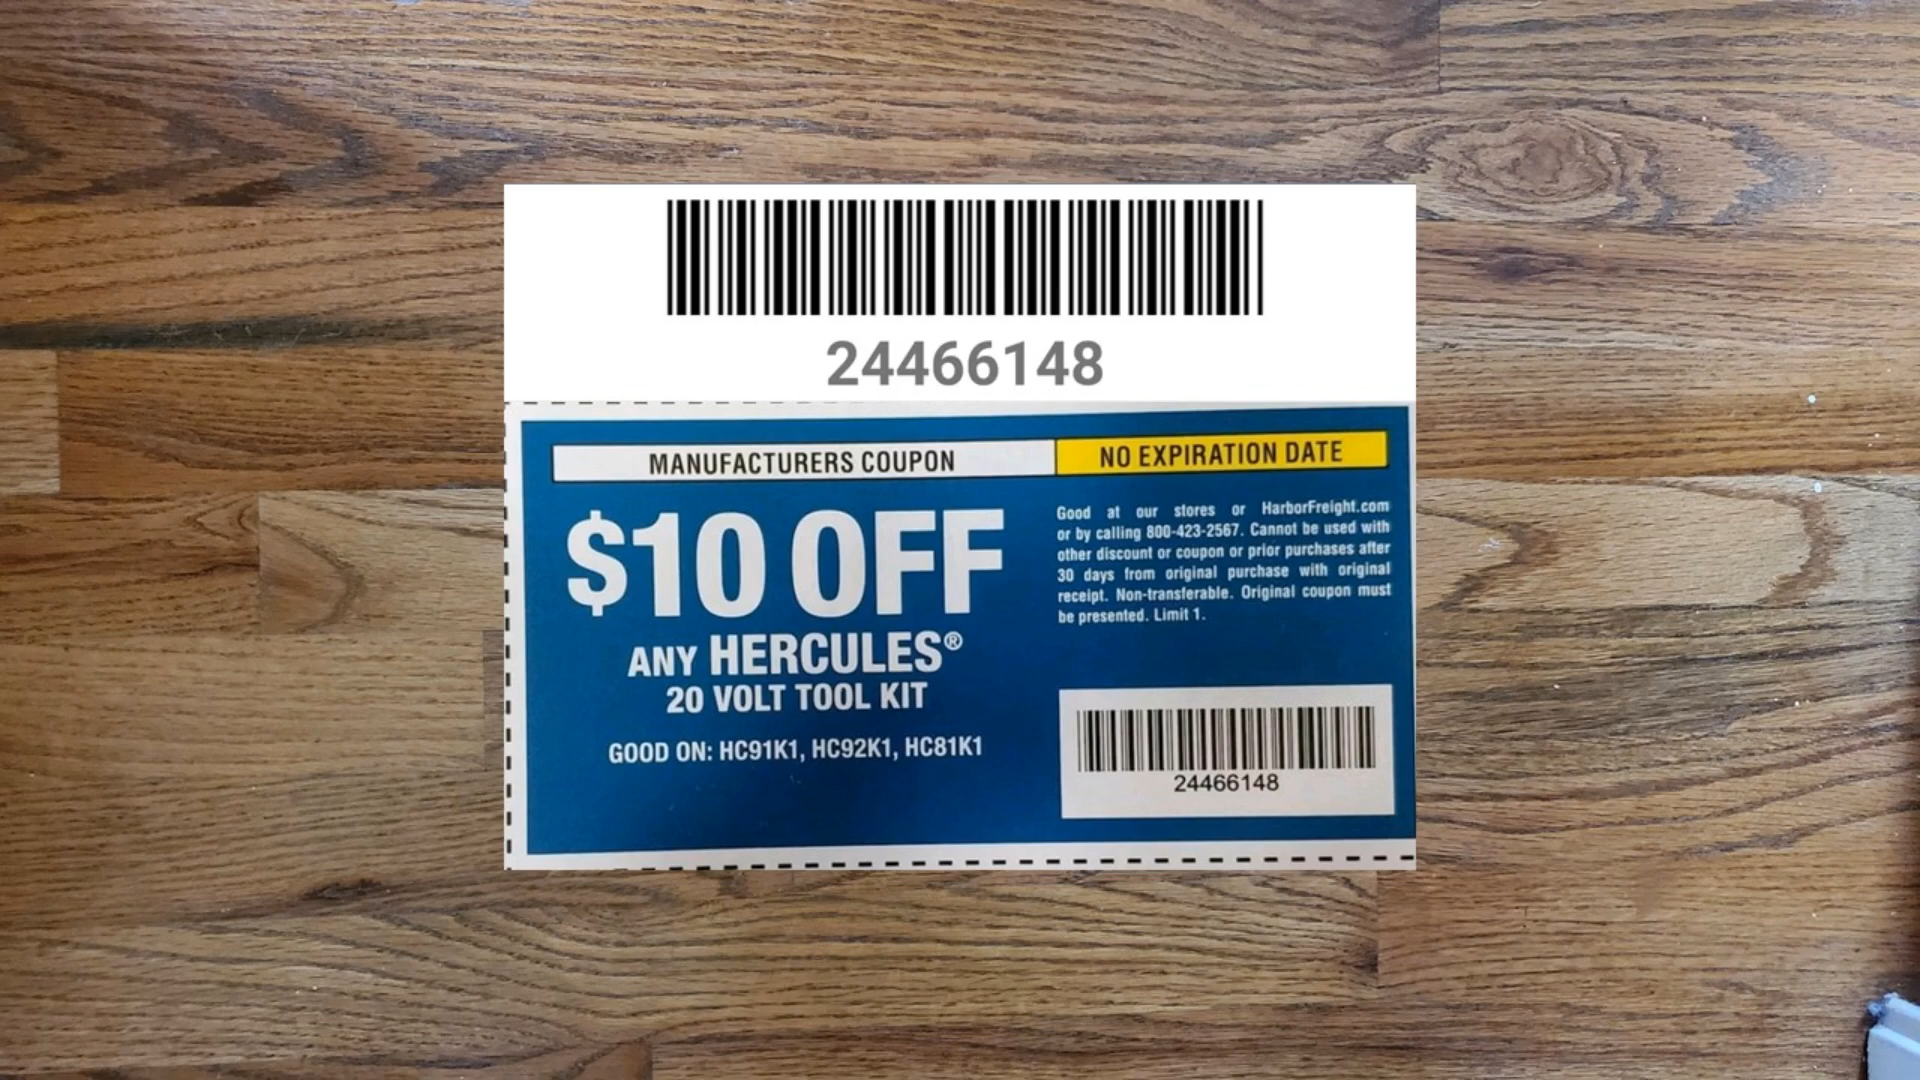 24466148
MANUFACTURERS COUPON
NO EXPIRATION DATE
$10 OFF
ANY HERCULES®
20 VOLT TOOL KIT
GOOD ON: HC91K1, HC92K1, HC81K1
Good at our stores or HarborFreight.com
or by calling 800-423-2567. Cannot be used with
other discount or coupon or prior purchases after
30 days from original purchase with original
receipt. Non-transferable. Original coupon must
be presented. Limit 1.
24466148